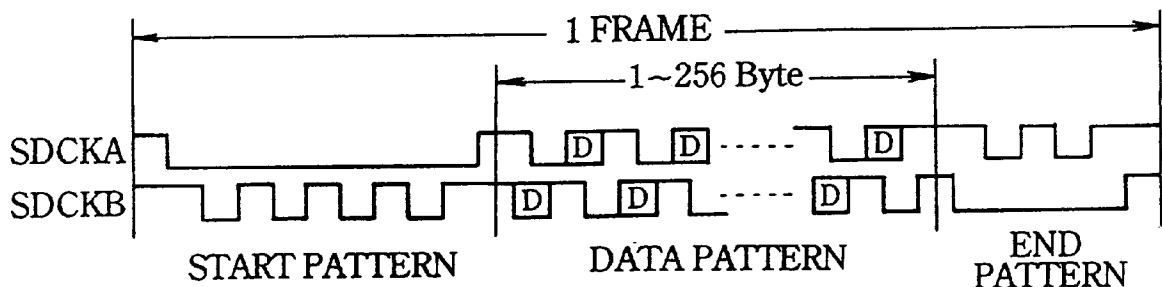 1 FRAME
1~256 Byte
SDCKA D D D
SDCKB D D D
START PATTERN
DATA PATTERN
END
PATTERN